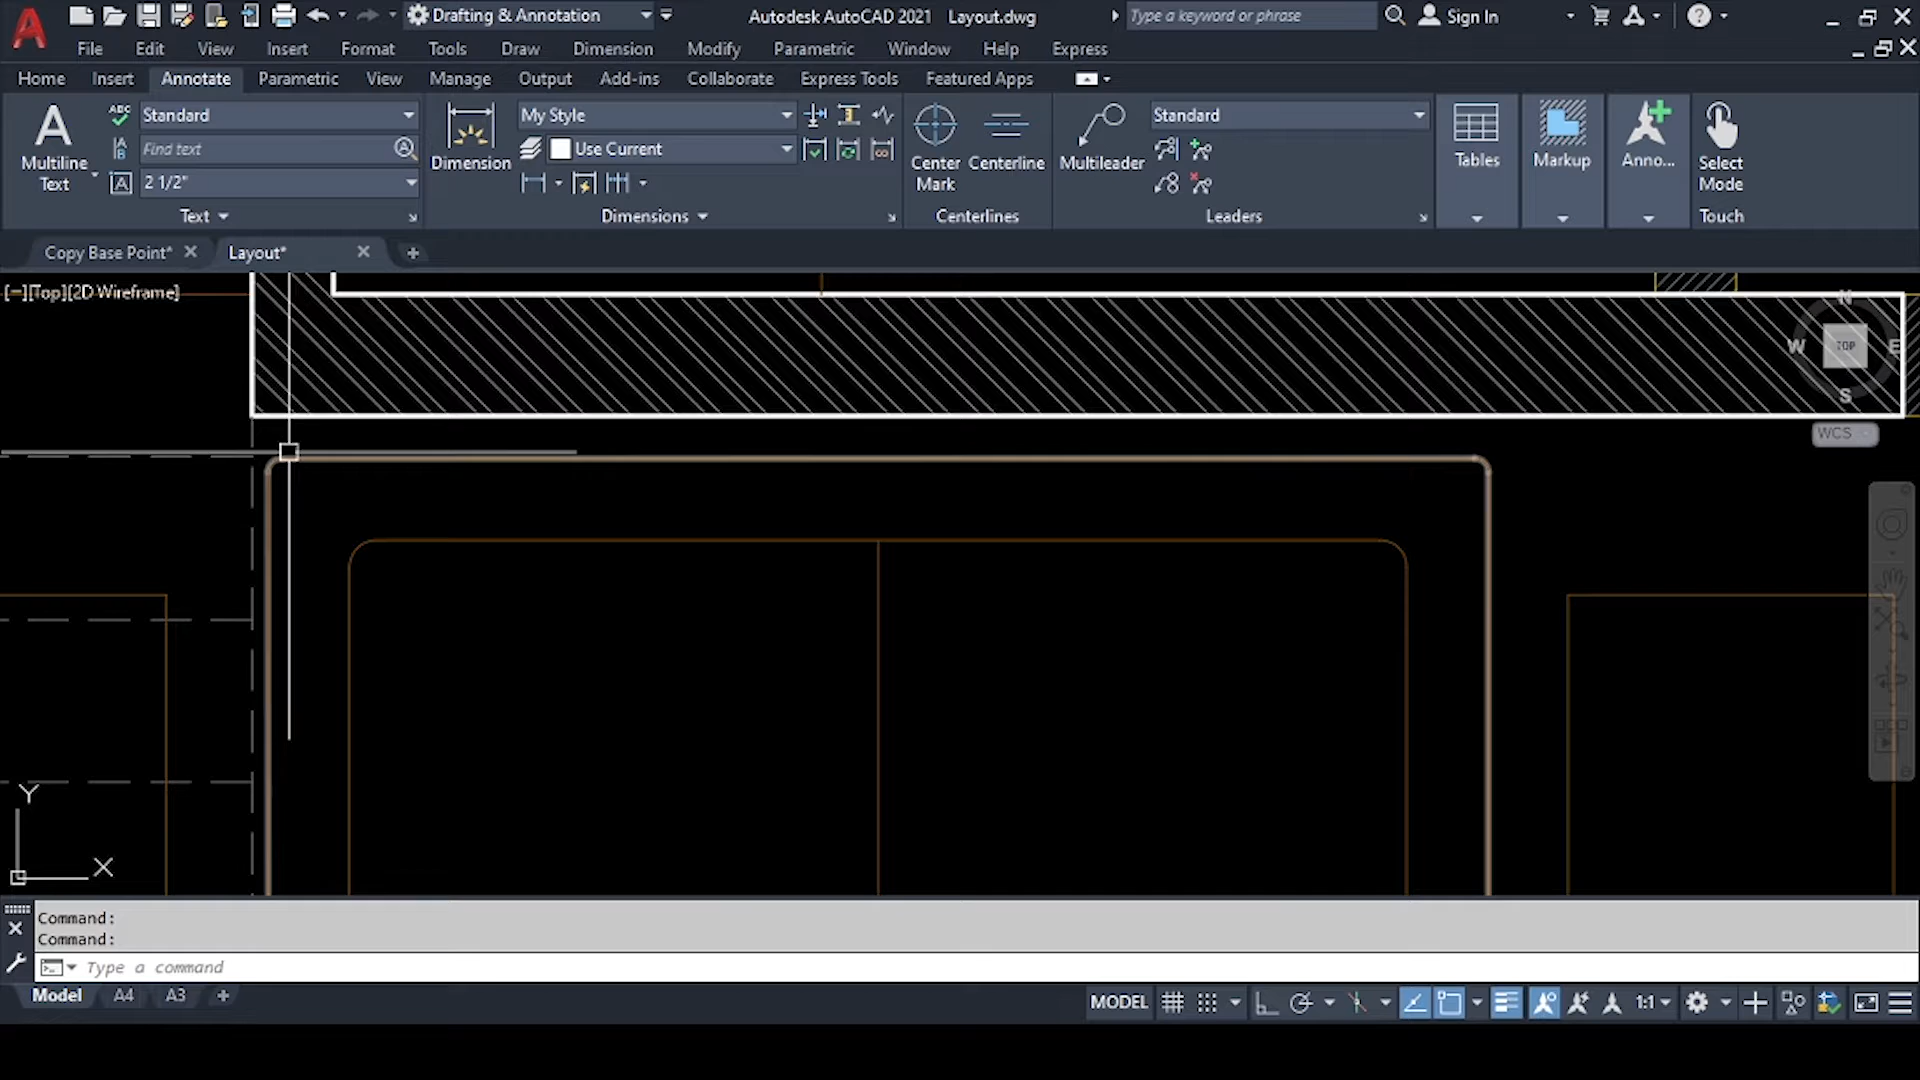 Drafting & Annotation
Autodesk AutoCAD 2021 Layout.dwg
Type a keyword or phrase
Sign In
File Edit View Insert Format Tools Draw Dimension Modify Parametric Window Help Express
Home Insert Annotate Parametric View Manage Output Add-ins Collaborate Express Tools Featured Apps
A
Multiline
Text
ABC
Standard
Find text
2 1/2"
Text
Dimension
My Style
Use Current
Dimensions
Center
Mark
Centerline
Centerlines
Multileader
Standard
Leaders
Tables
Markup
Anno...
Select
Mode
Touch
Copy Base Point*
Layout*
[−][Top][2D Wireframe]
N
W TOP E
S
WCS
Y
X
Command:
Command:
Type a command
Model A4 A3
MODEL
1:1